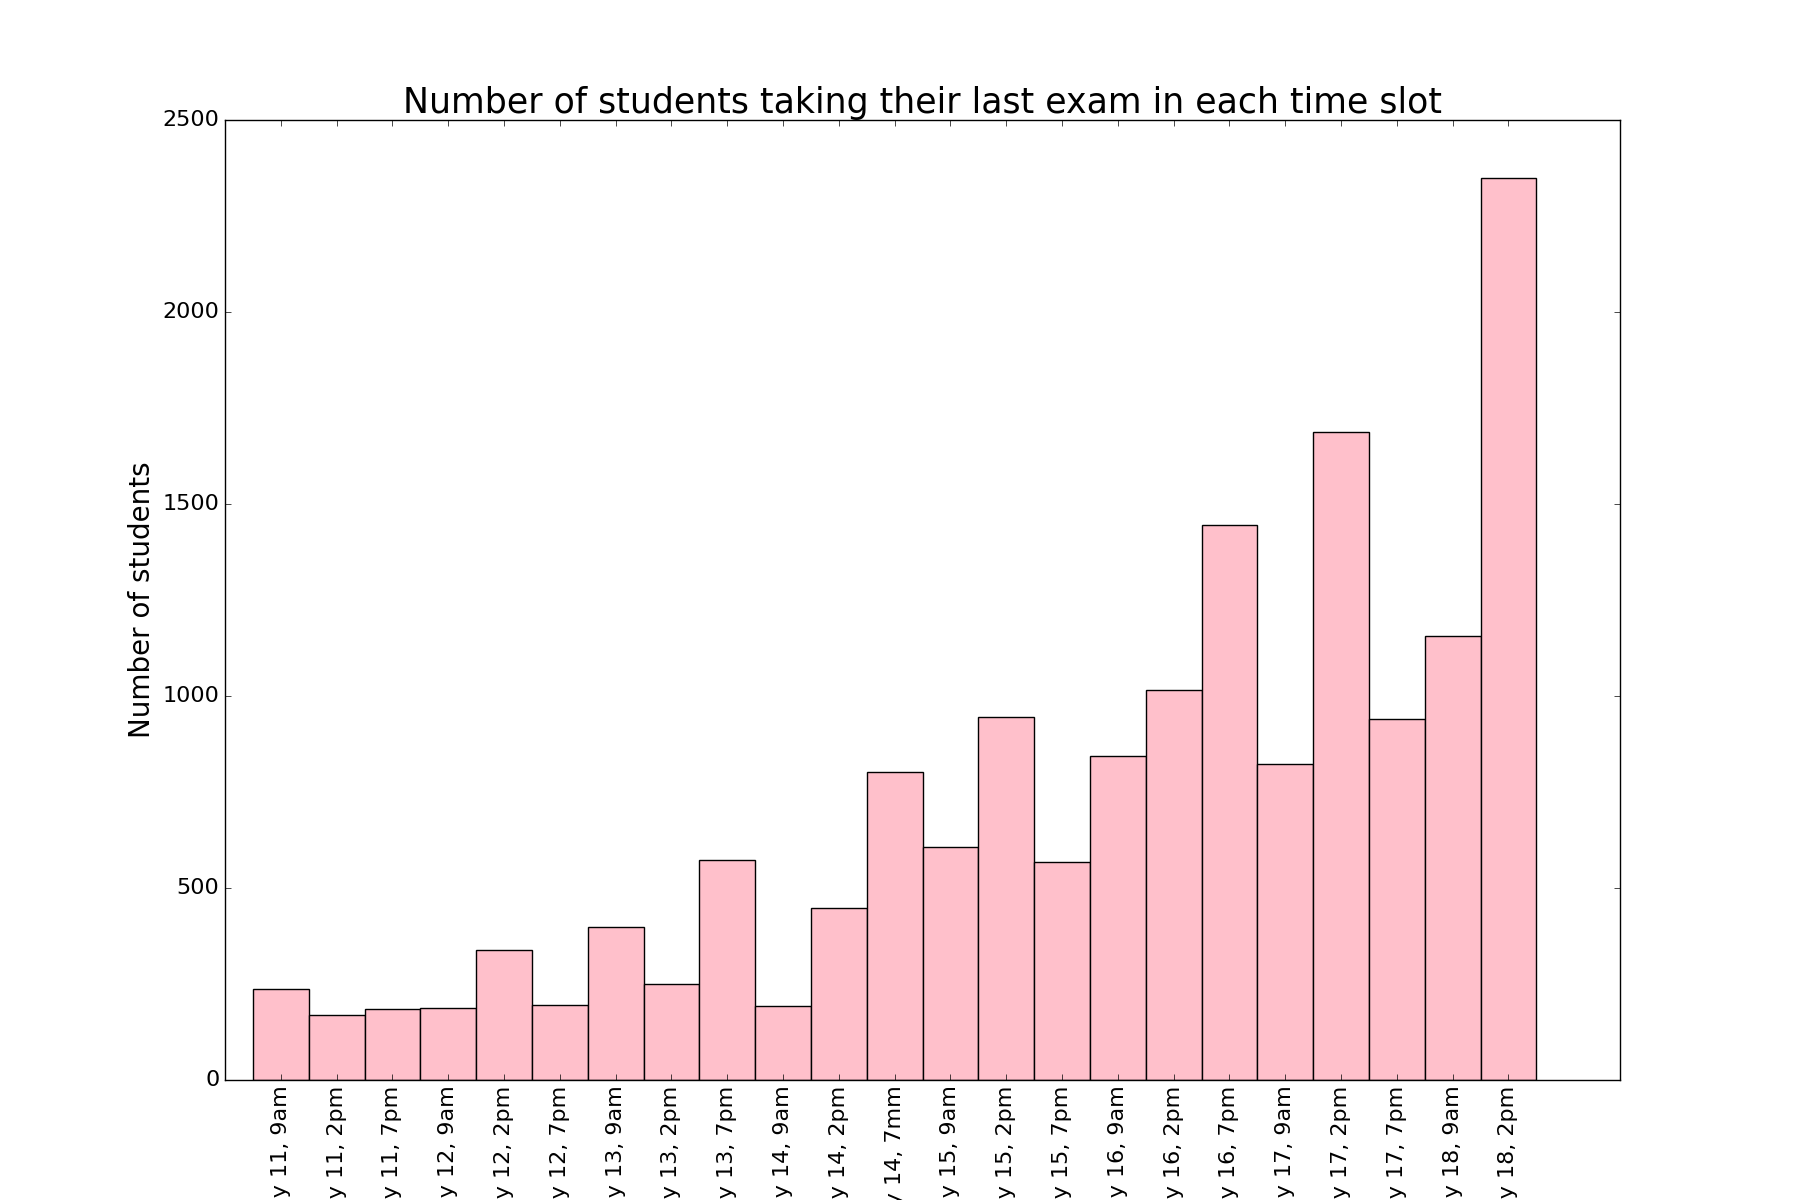 Number of students taking their last exam in each time slot
Number of students
2500
2000
1500
1000
500
0
y 11, 9am
y 11, 2pm
y 11, 7pm
y 12, 9am
y 12, 2pm
y 12, 7pm
y 13, 9am
y 13, 2pm
y 13, 7pm
y 14, 9am
y 14, 2pm
y 14, 7mm
y 15, 9am
y 15, 2pm
y 15, 7pm
y 16, 9am
y 16, 2pm
y 16, 7pm
y 17, 9am
y 17, 2pm
y 17, 7pm
y 18, 9am
y 18, 2pm